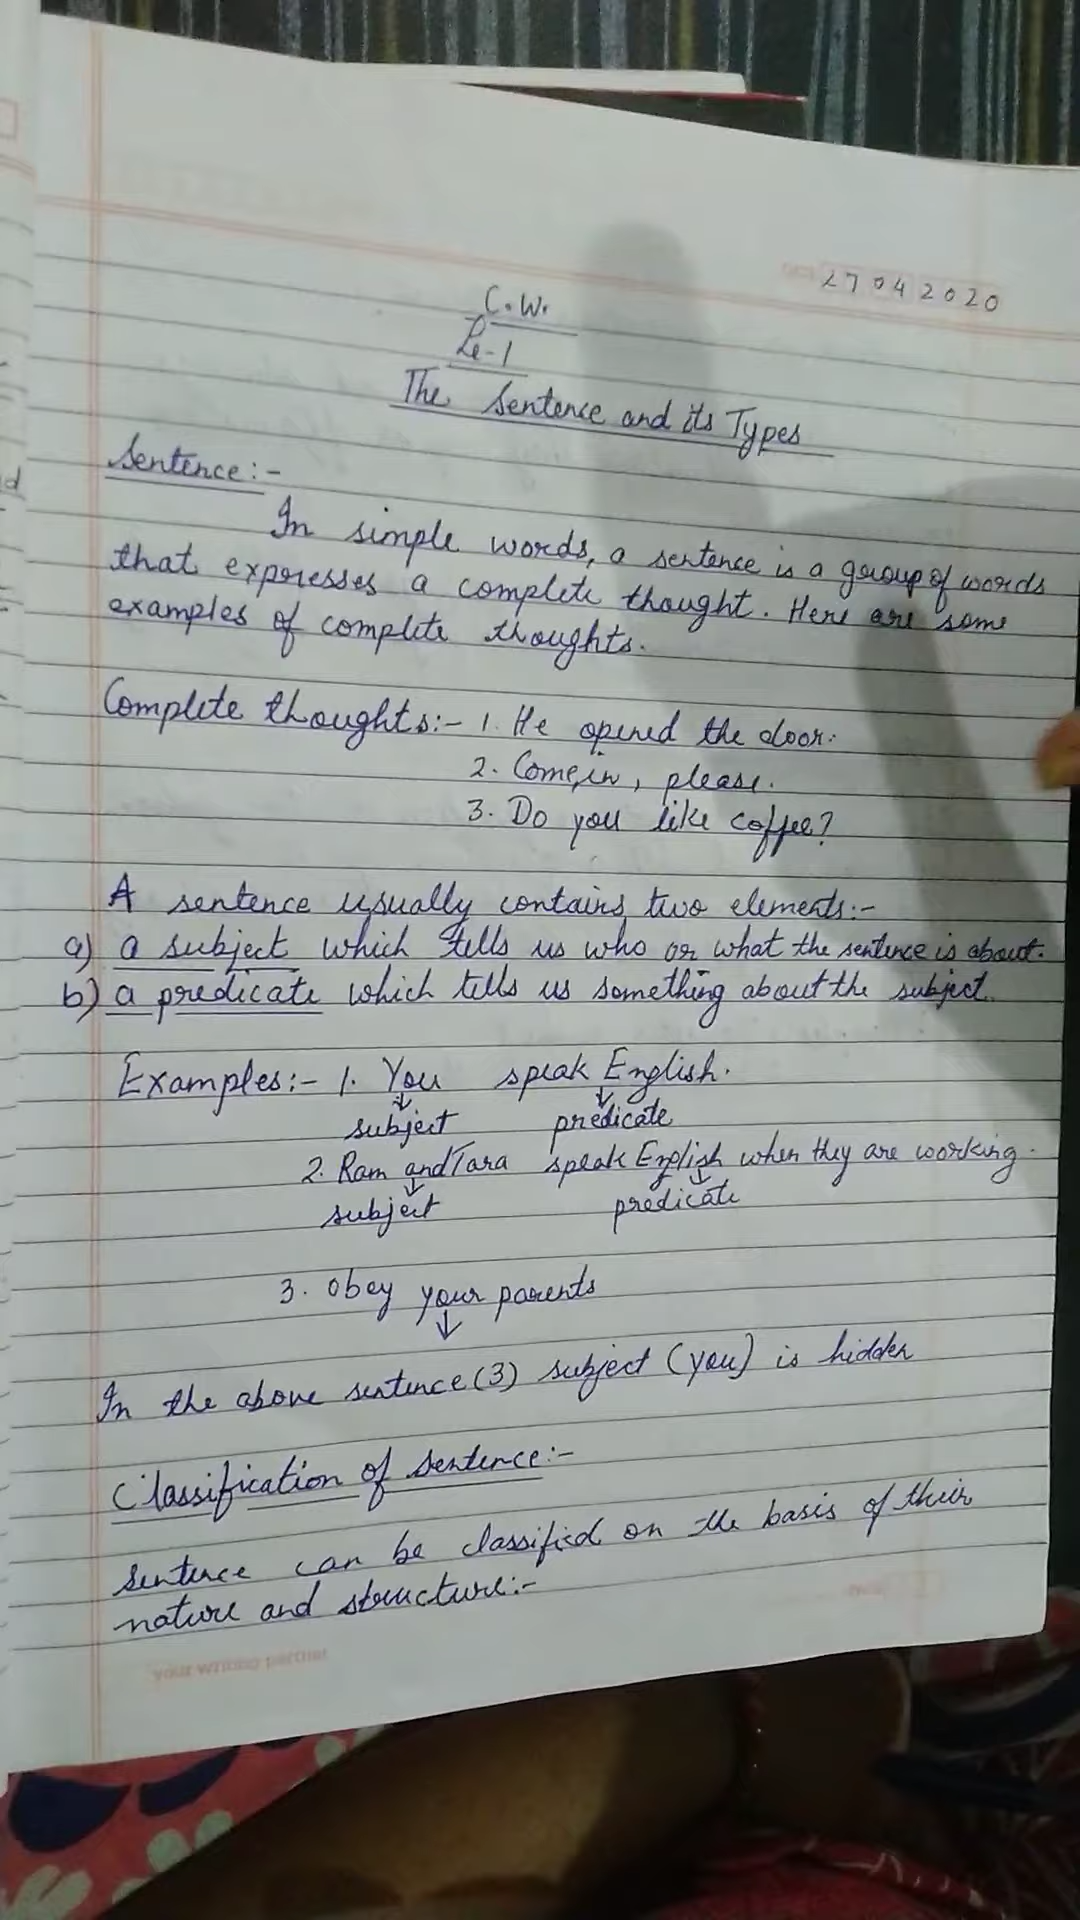 27042020
C.W.
Le-1
The Sentence and its Types
Sentence:-
In simple words, a sentence is a group of words
that expresses a complete thought. Here are some
examples of complete thoughts.
Complete thoughts:- 1. He opened the door.
2. Come in, please.
3. Do you like coffee?
A sentence usually contains two elements:-
a) a subject which tells us who or what the sentence is about.
b) a predicate which tells us something about the subject.
Examples:- 1. You speak English.
↓ ↓
subject predicate
2. Ram and Tara speak English when they are working.
↓ ↓
subject predicate
3. Obey your parents
↓
In the above sentence (3) subject (you) is hidden
Classification of sentence:-
Sentence can be classified on the basis of their
nature and structure:-
your writing partner